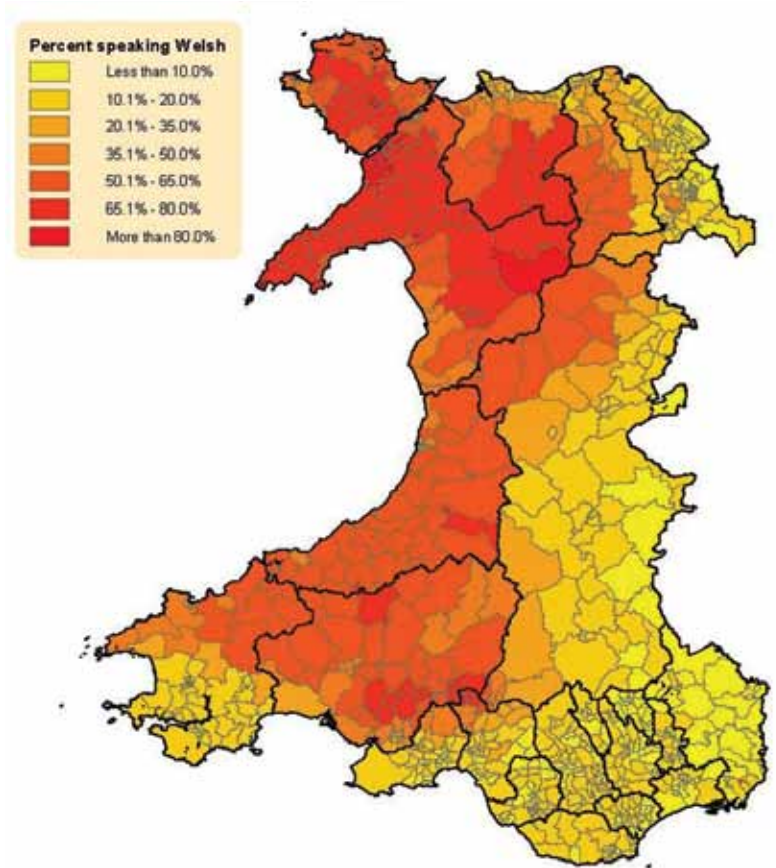 Percent speaking Welsh
Less than 10.0%
10.1% - 20.0%
20.1% - 35.0%
35.1% - 50.0%
50.1% - 65.0%
65.1% - 80.0%
More than 80.0%